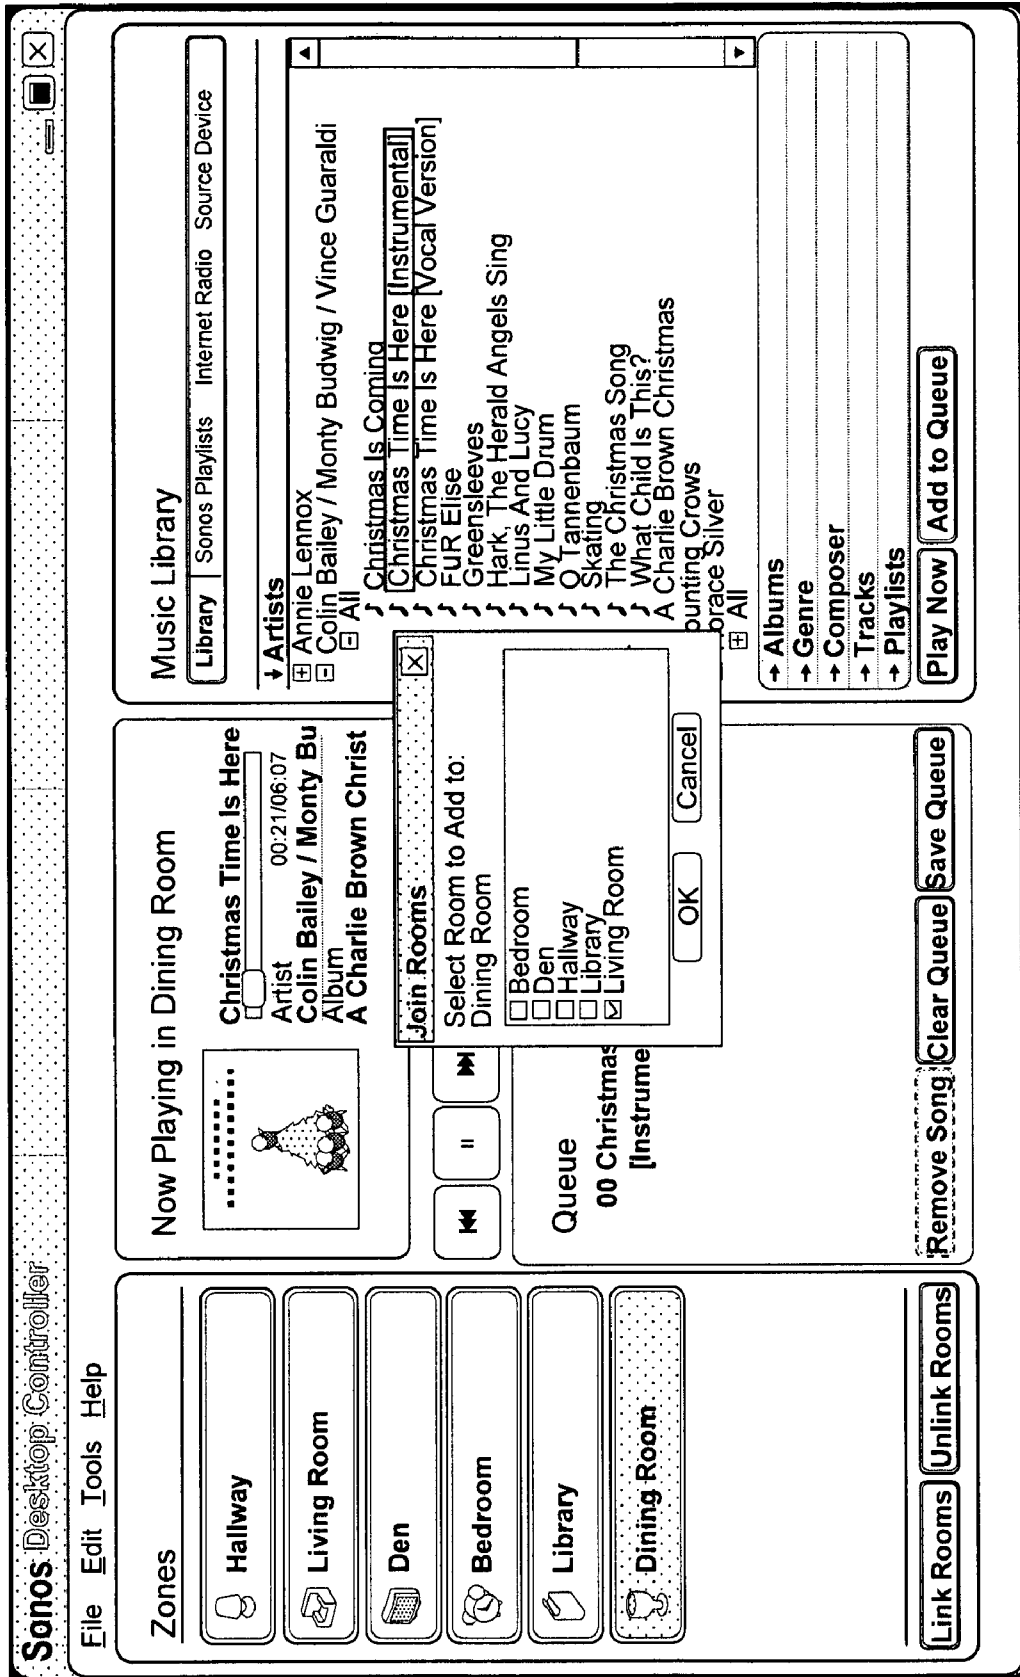 Sonos Desktop Controller
File Edit Tools Help
Zones
Hallway
Living Room
Den
Bedroom
Library
Dining Room
Link Rooms Unlink Rooms
Now Playing in Dining Room
Christmas Time Is Here
00:21/06:07
Artist
Colin Bailey / Monty Bu
Album
A Charlie Brown Christ
Queue
00 Christmas
[Instrume
Remove Song Clear Queue Save Queue
Join Rooms
Select Room to Add to:
Dining Room
Bedroom
Den
Hallway
Library
Living Room
OK Cancel
Music Library
Library Sonos Playlists Internet Radio Source Device
Artists
Annie Lennox
Colin Bailey / Monty Budwig / Vince Guaraldi
All
Christmas Is Coming
Christmas Time Is Here [Instrumental]
Christmas Time Is Here [Vocal Version]
FUR Elise
Greensleeves
Hark, The Herald Angels Sing
Linus And Lucy
My Little Drum
O Tannenbaum
Skating
The Christmas Song
What Child Is This?
A Charlie Brown Christmas
ounting Crows
orace Silver
All
Albums
Genre
Composer
Tracks
Playlists
Play Now Add to Queue